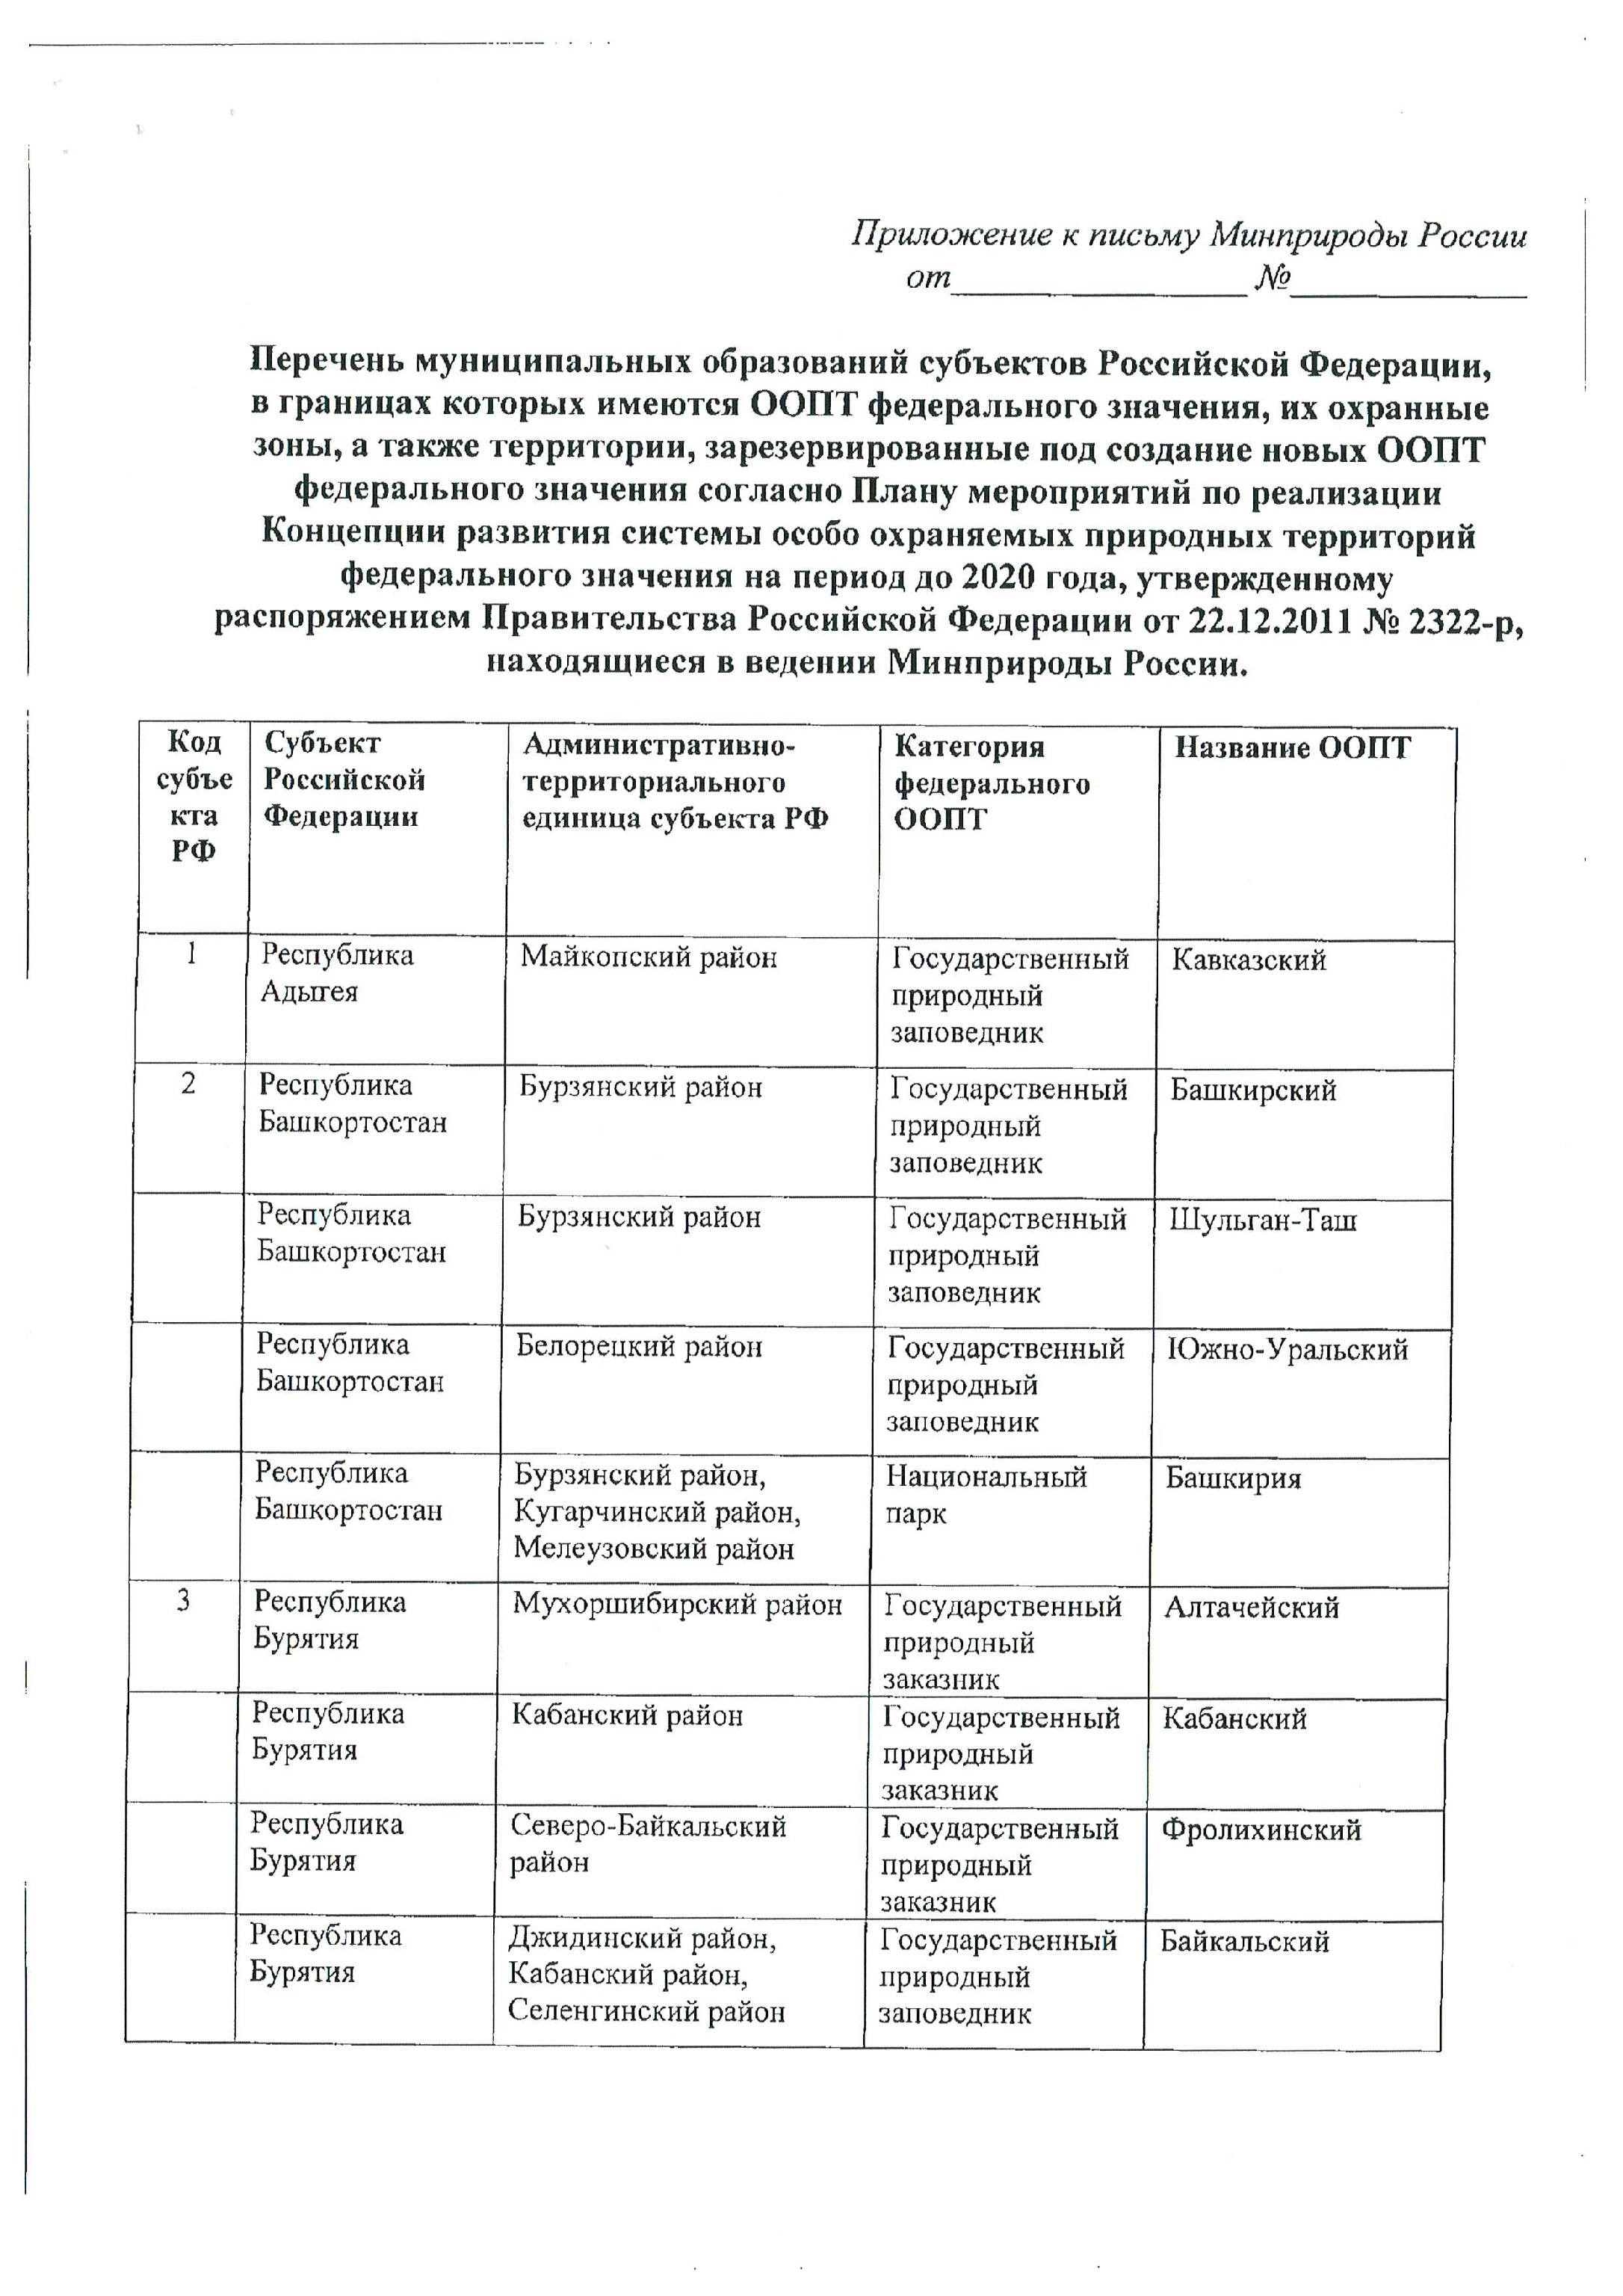 Приложение к письму Минприроды России
от_________________ №_____________
Перечень муниципальных образований субъектов Российской Федерации,
в границах которых имеются ООПТ федерального значения, их охранные
зоны, а также территории, зарезервированные под создание новых ООПТ
федерального значения согласно Плану мероприятий по реализации
Концепции развития системы особо охраняемых природных территорий
федерального значения на период до 2020 года, утвержденному
распоряжением Правительства Российской Федерации от 22.12.2011 № 2322-р,
находящиеся в ведении Минприроды России.
Код
субъе
кта
РФ
Субъект
Российской
Федерации
Административно-
территориального
единица субъекта РФ
Категория
федерального
ООПТ
Название ООПТ
1
Республика
Адыгея
Майкопский район
Государственный
природный
заповедник
Кавказский
2
Республика
Башкортостан
Бурзянский район
Государственный
природный
заповедник
Башкирский
Республика
Башкортостан
Бурзянский район
Государственный
природный
заповедник
Шульган-Таш
Республика
Башкортостан
Белорецкий район
Государственный
природный
заповедник
Южно-Уральский
Республика
Башкортостан
Бурзянский район,
Кугарчинский район,
Мелеузовский район
Национальный
парк
Башкирия
3
Республика
Бурятия
Мухоршибирский район
Государственный
природный
заказник
Алтачейский
Республика
Бурятия
Кабанский район
Государственный
природный
заказник
Кабанский
Республика
Бурятия
Северо-Байкальский
район
Государственный
природный
заказник
Фролихинский
Республика
Бурятия
Джидинский район,
Кабанский район,
Селенгинский район
Государственный
природный
заповедник
Байкальский